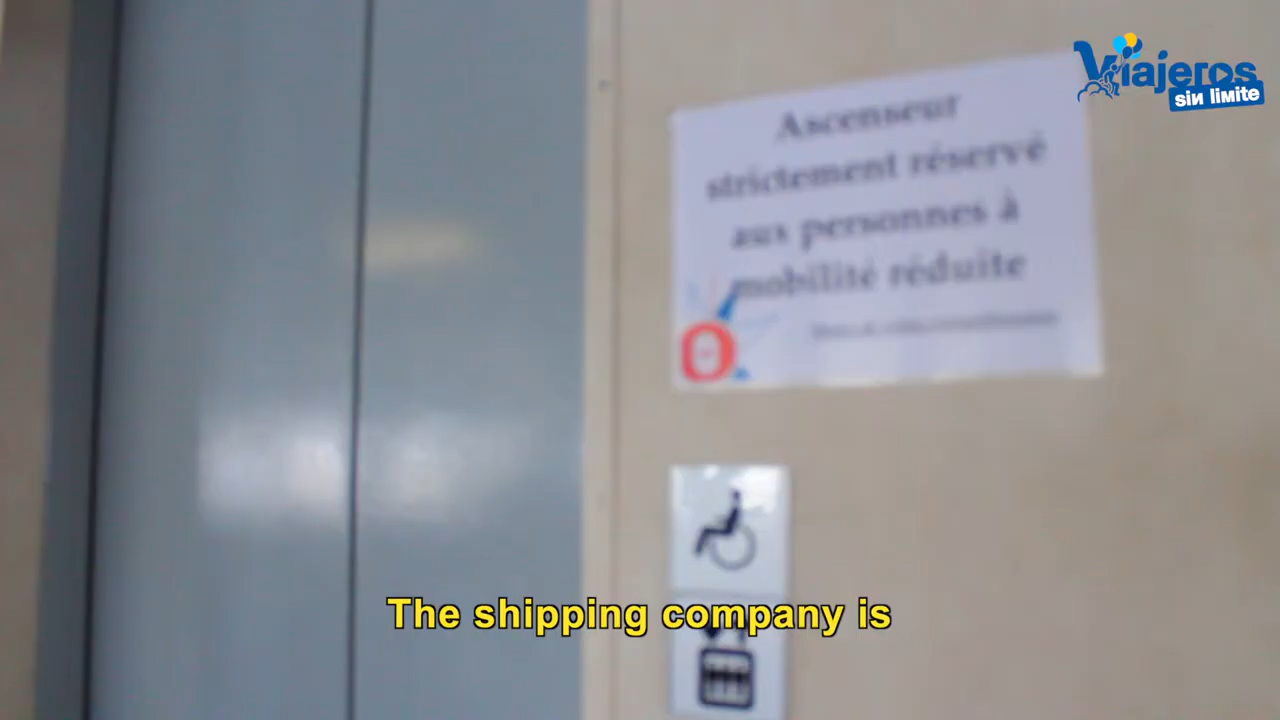 Viajeros
sin limite
Ascenseur
strictement réservé
aux personnes à
mobilité réduite
The shipping company is